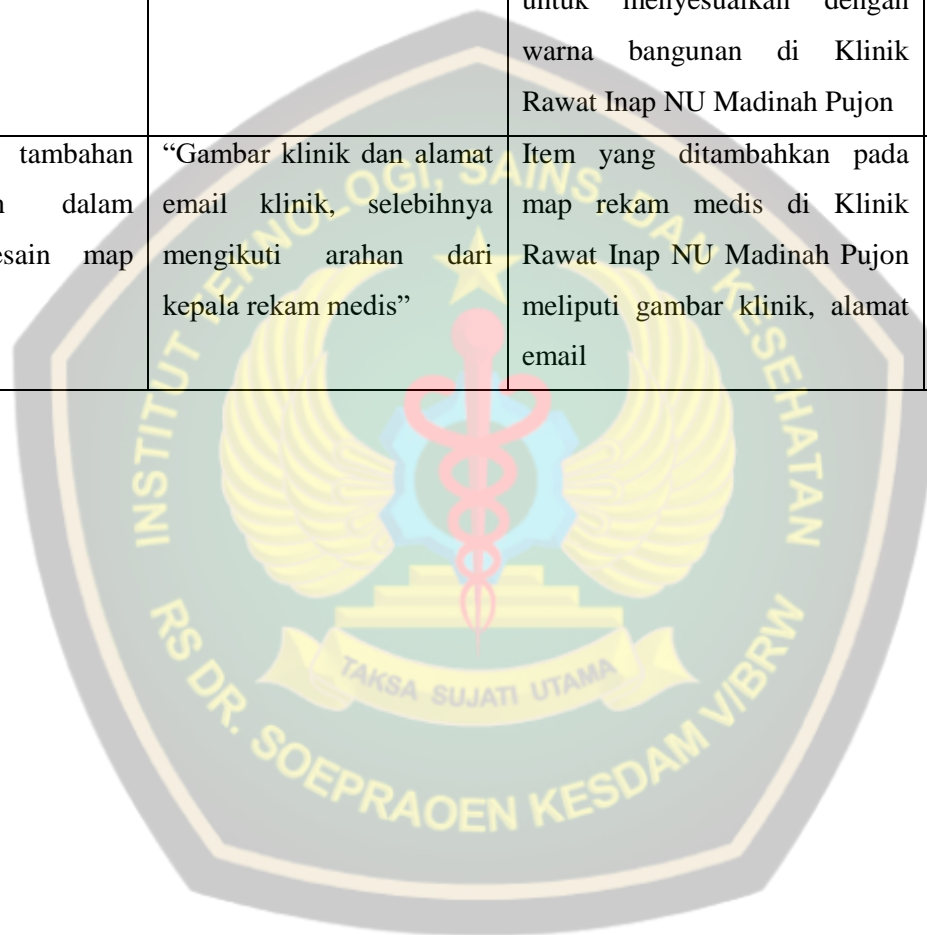 untuk menyesuaikan dengan
warna bangunan di Klinik
Rawat Inap NU Madinah Pujon
tambahan
dalam
map
“Gambar klinik dan alamat
email klinik, selebihnya
mengikuti arahan dari
kepala rekam medis”
Item yang ditambahkan pada
map rekam medis di Klinik
Rawat Inap NU Madinah Pujon
meliputi gambar klinik, alamat
email
INSTITUT TEKNOLOGI, SAINS, DAN KESEHATAN
TAKSA SUJATI UTAMA
RS DR. SOEPRAOEN KESDAM V/BRW